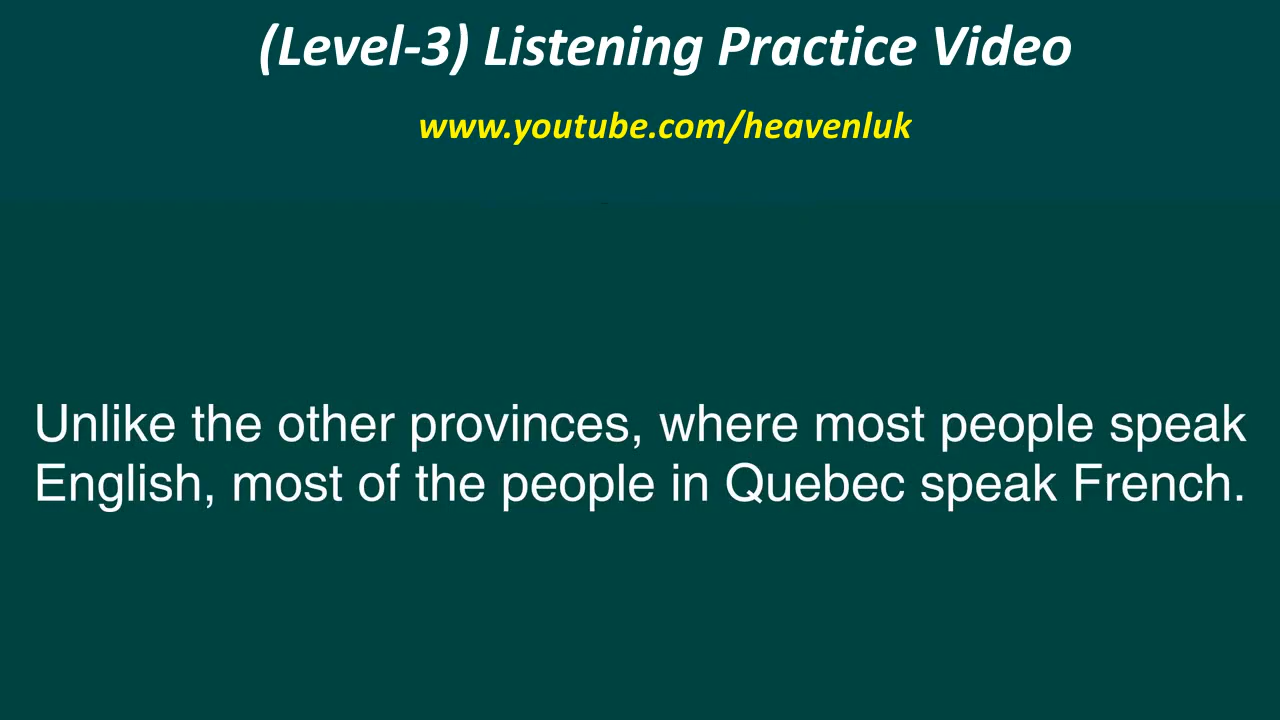 (Level-3) Listening Practice Video
www.youtube.com/heavenluk
Unlike the other provinces, where most people speak
English, most of the people in Quebec speak French.